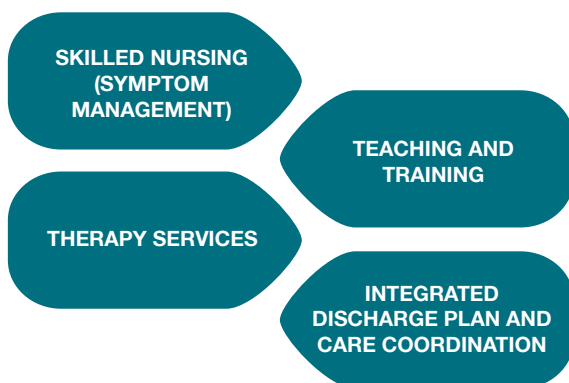 SKILLED NURSING
(SYMPTOM
MANAGEMENT)
TEACHING AND
TRAINING
THERAPY SERVICES
INTEGRATED
DISCHARGE PLAN AND
CARE COORDINATION